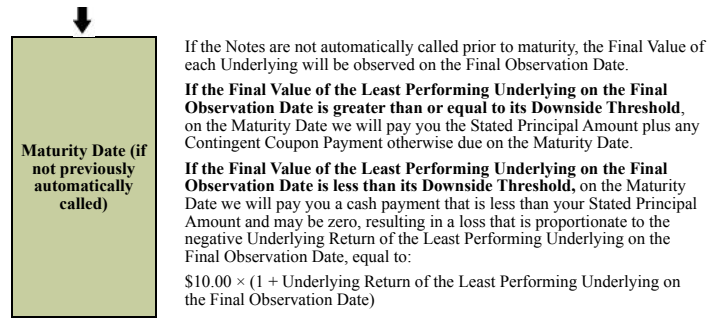 Maturity Date (if
not previously
automatically
called)
If the Notes are not automatically called prior to maturity, the Final Value of
each Underlying will be observed on the Final Observation Date.
If the Final Value of the Least Performing Underlying on the Final
Observation Date is greater than or equal to its Downside Threshold,
on the Maturity Date we will pay you the Stated Principal Amount plus any
Contingent Coupon Payment otherwise due on the Maturity Date.
If the Final Value of the Least Performing Underlying on the Final
Observation Date is less than its Downside Threshold, on the Maturity
Date we will pay you a cash payment that is less than your Stated Principal
Amount and may be zero, resulting in a loss that is proportionate to the
negative Underlying Return of the Least Performing Underlying on the
Final Observation Date, equal to:
$10.00 × (1 + Underlying Return of the Least Performing Underlying on
the Final Observation Date)